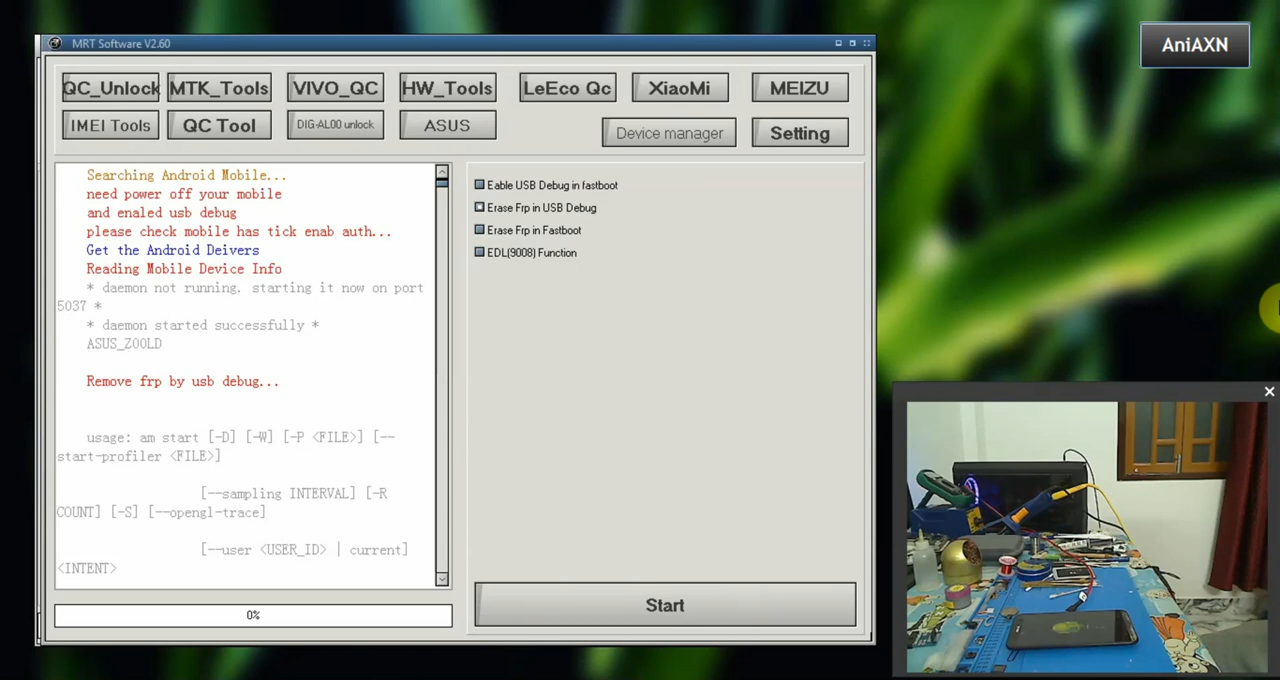 MRT Software V2.60
AniAXN
QC_Unlock MTK_Tools VIVO_QC HW_Tools LeEco Qc XiaoMi MEIZU
IMEI Tools QC Tool DIG-AL00 unlock ASUS Device manager Setting
Searching Android Mobile...
need power off your mobile
and enaled usb debug
please check mobile has tick enab auth...
Get the Android Deivers
Reading Mobile Device Info
* daemon not running. starting it now on port
5037 *
* daemon started successfully *
ASUS_Z00LD
Remove frp by usb debug...
usage: am start [-D] [-W] [-P <FILE>] [--
start-profiler <FILE>]
[--sampling INTERVAL] [-R
COUNT] [-S] [--opengl-trace]
[--user <USER_ID> | current]
<INTENT>
0%
Eable USB Debug in fastboot
Erase Frp in USB Debug
Erase Frp in Fastboot
EDL(9008) Function
Start